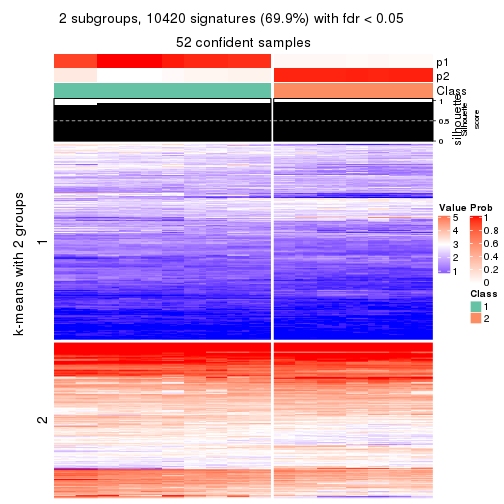 2 subgroups, 10420 signatures (69.9%) with fdr < 0.05
52 confident samples
p1
p2
Class
1
0.5
0
silhouette
Silhouette
score
k-means with 2 groups
1
2
Value
5
4
3
2
1
Prob
1
0.8
0.6
0.4
0.2
0
Class
1
2